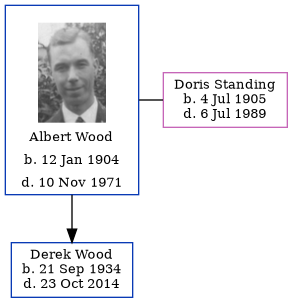 Albert Wood
b. 12 Jan 1904
d. 10 Nov 1971
Doris Standing
b. 4 Jul 1905
d. 6 Jul 1989
Derek Wood
b. 21 Sep 1934
d. 23 Oct 2014